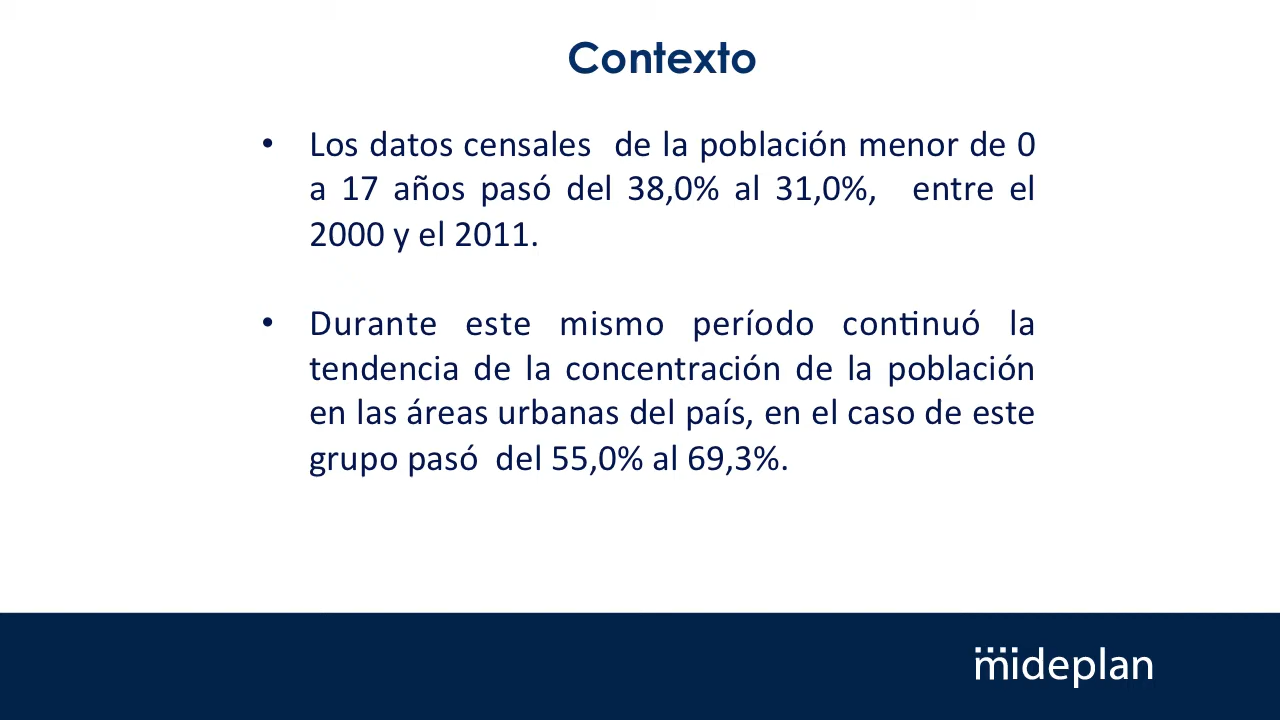 Contexto
• Los datos censales de la población menor de 0
a 17 años pasó del 38,0% al 31,0%, entre el
2000 y el 2011.
• Durante este mismo período continuó la
tendencia de la concentración de la población
en las áreas urbanas del país, en el caso de este
grupo pasó del 55,0% al 69,3%.
mideplan